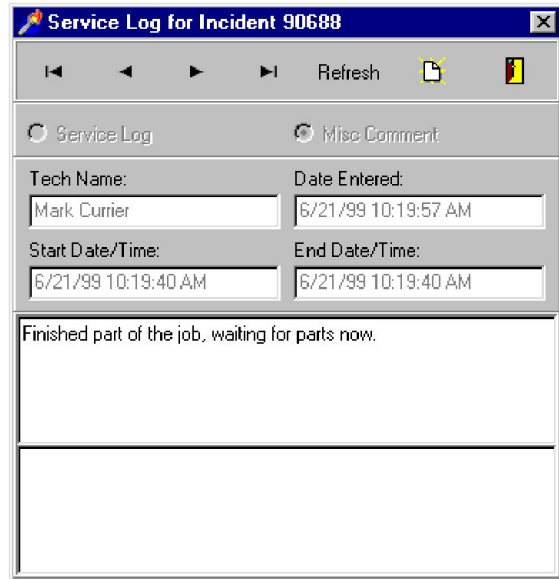 Service Log for Incident 90688
Refresh
Service Log Misc Comment
Tech Name: Date Entered:
Mark Currier 6/21/99 10:19:57 AM
Start Date/Time: End Date/Time:
6/21/99 10:19:40 AM 6/21/99 10:19:40 AM
Finished part of the job, waiting for parts now.